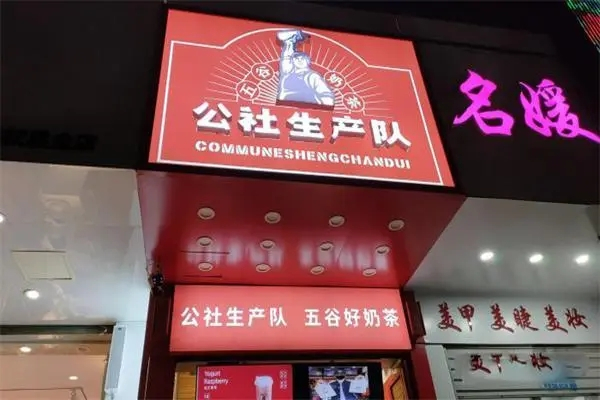 五谷奶茶
公社生产队
COMMUNESHENGCHANDUI
名媛
公社生产队 五谷好奶茶
美甲 美睫 美妆
Yogurt
Raspberry